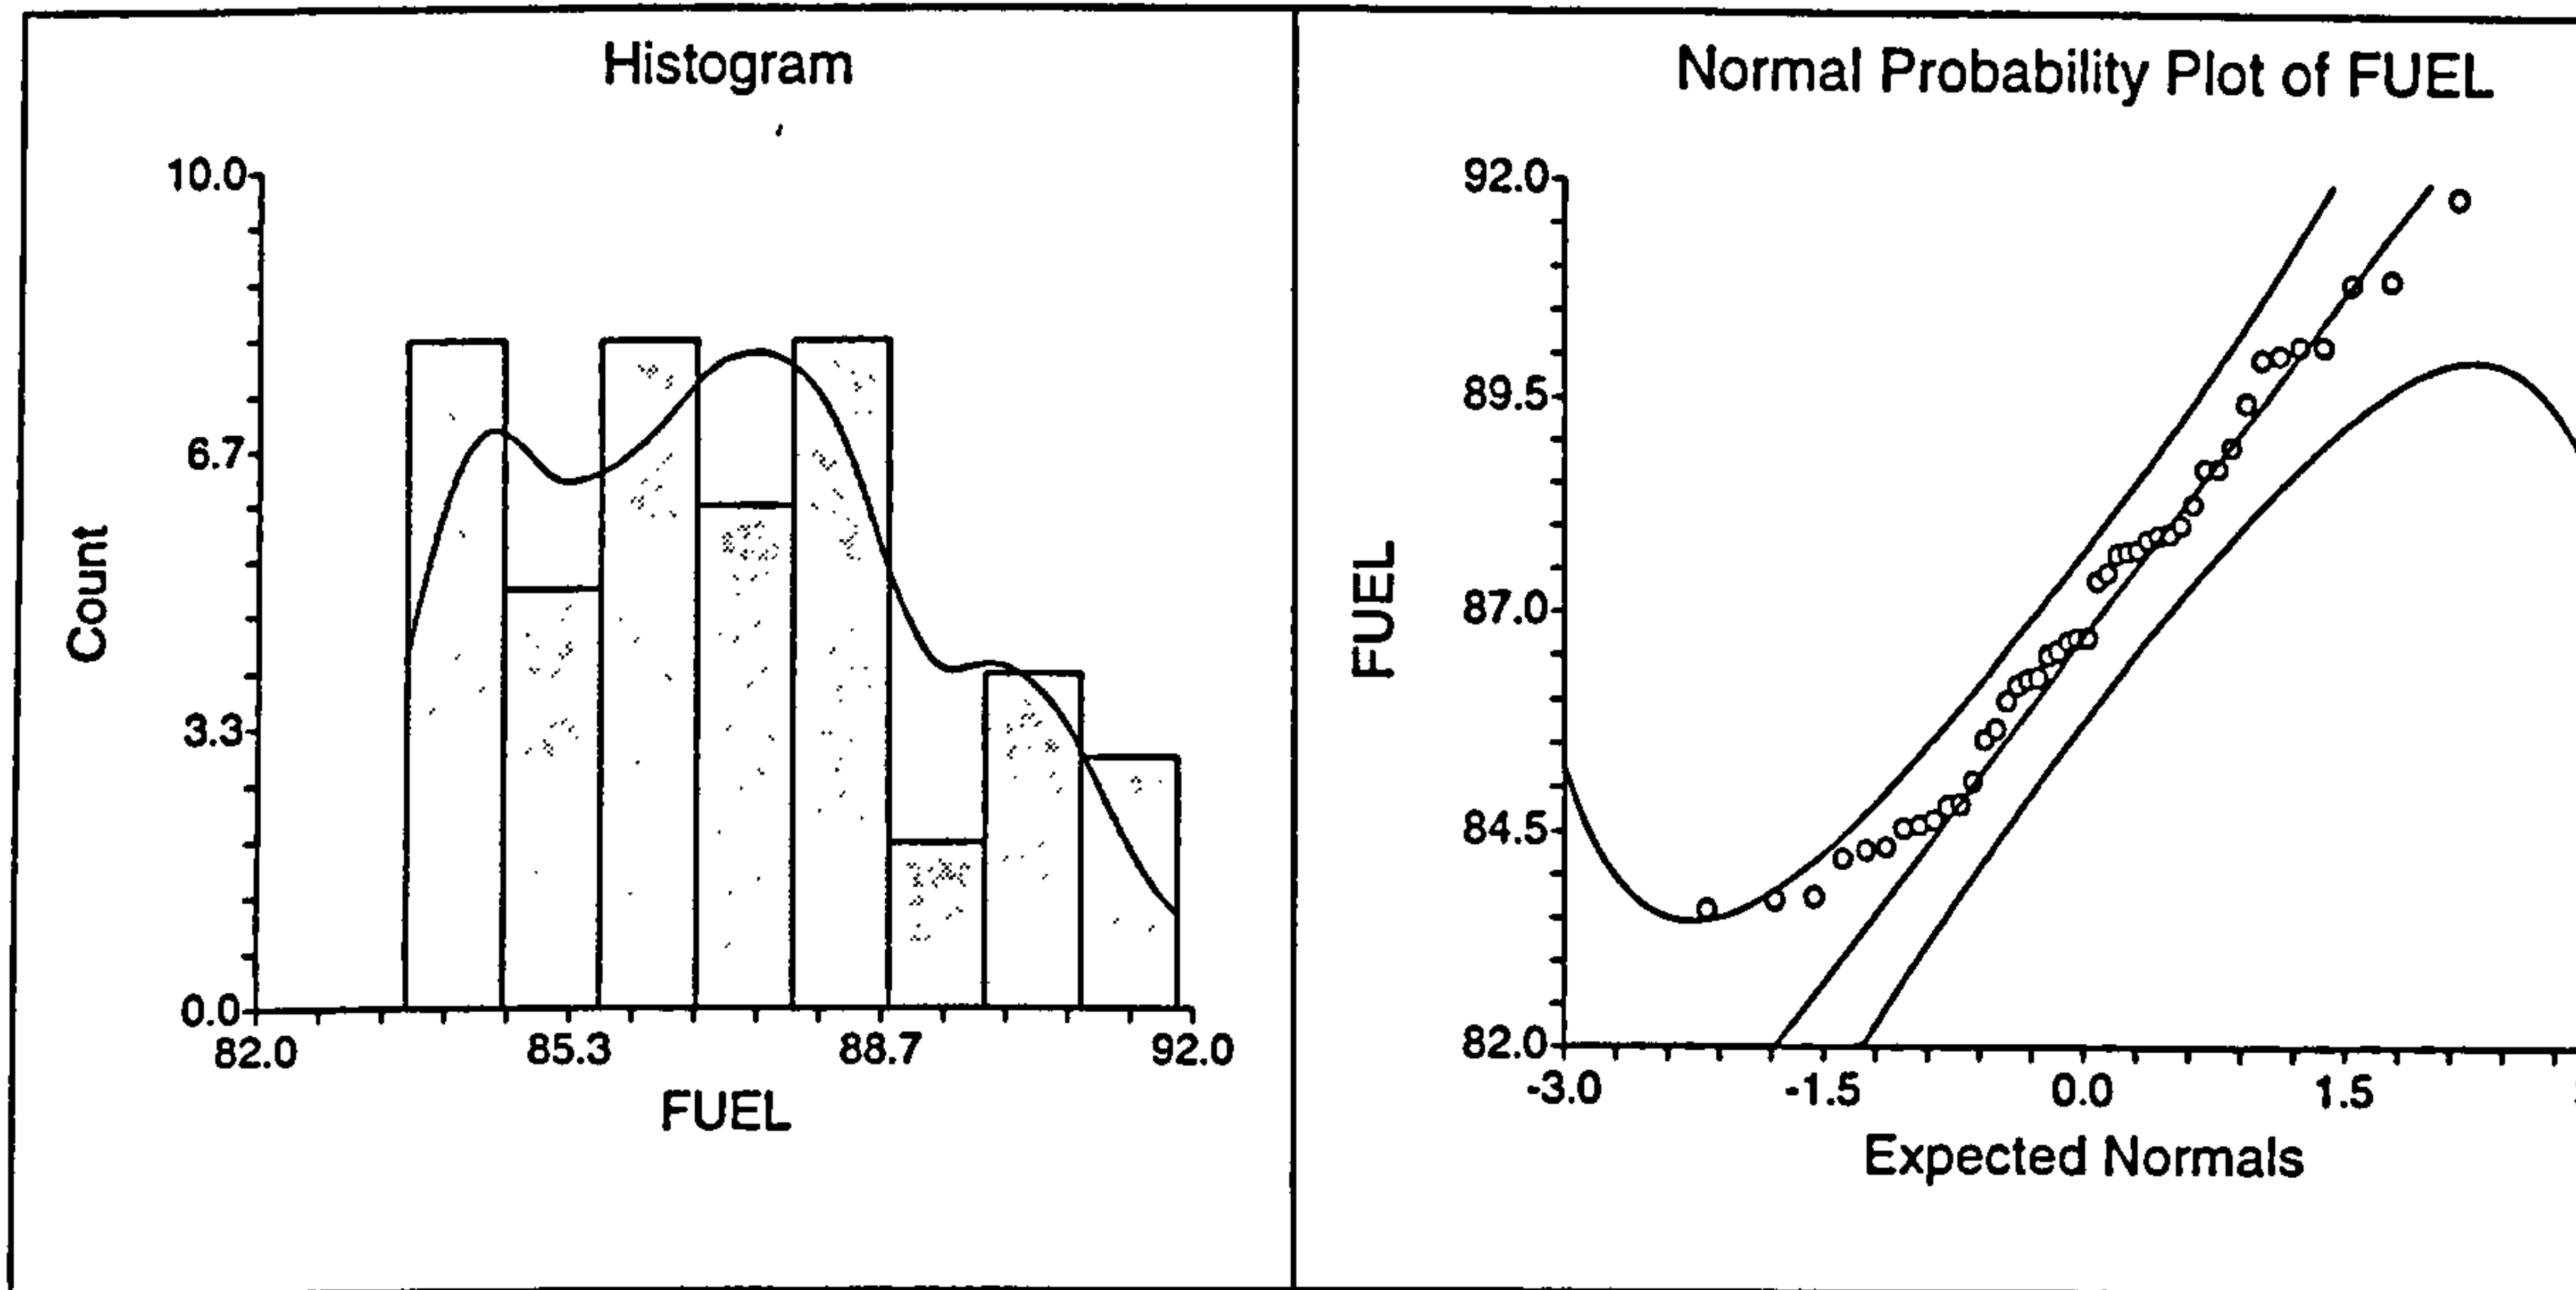 Histogram
10.0
6.7
3.3
0.0
Count
82.0 85.3 88.7 92.0
FUEL
Normal Probability Plot of FUEL
92.0
89.5
87.0
84.5
82.0
FUEL
-3.0 -1.5 0.0 1.5
Expected Normals